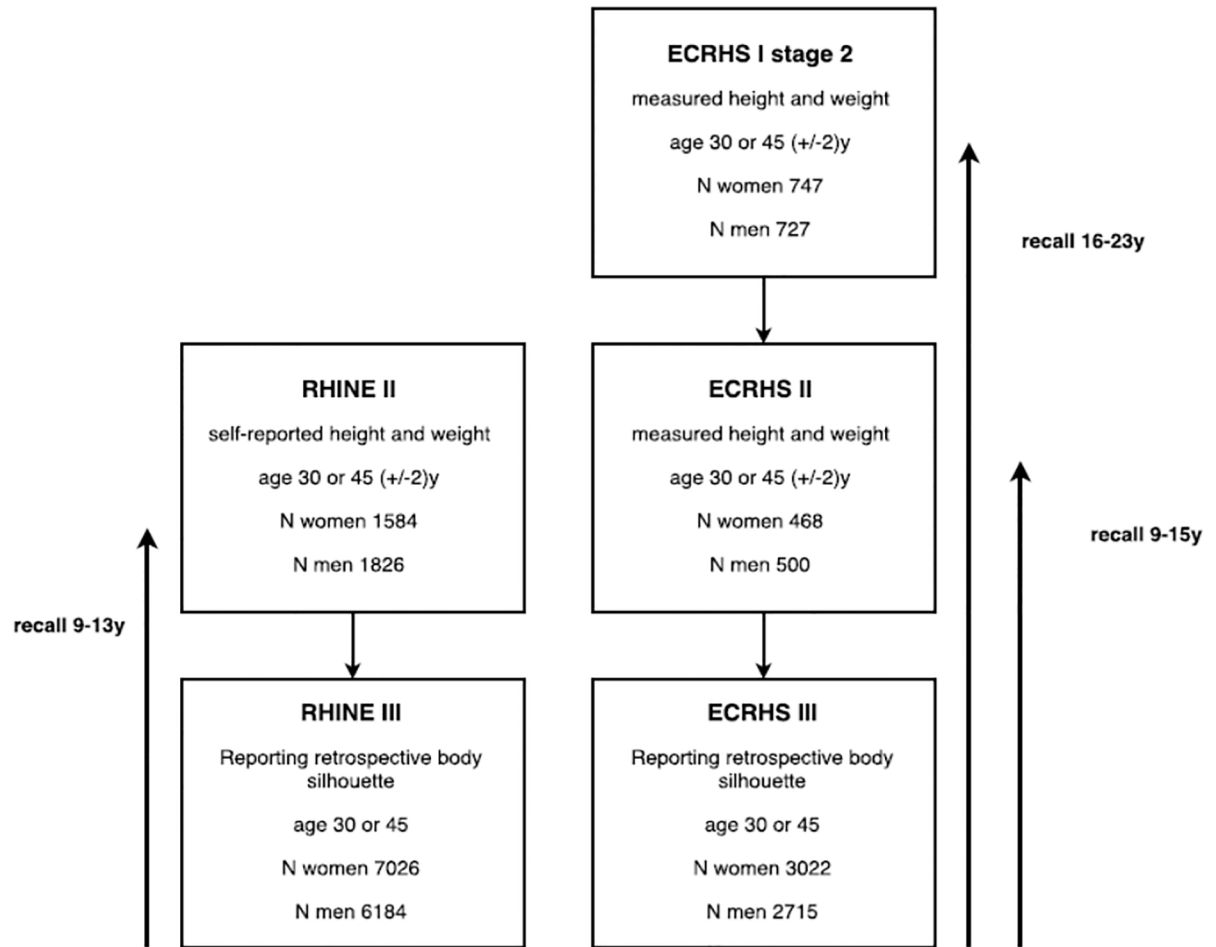 ECRHS I stage 2
measured height and weight
age 30 or 45 (+/-2)y
N women 747
N men 727
recall 16-23y
RHINE II
self-reported height and weight
age 30 or 45 (+/-2)y
N women 1584
N men 1826
ECRHS II
measured height and weight
age 30 or 45 (+/-2)y
N women 468
N men 500
recall 9-15y
recall 9-13y
RHINE III
Reporting retrospective body
silhouette
age 30 or 45
N women 7026
N men 6184
ECRHS III
Reporting retrospective body
silhouette
age 30 or 45
N women 3022
N men 2715